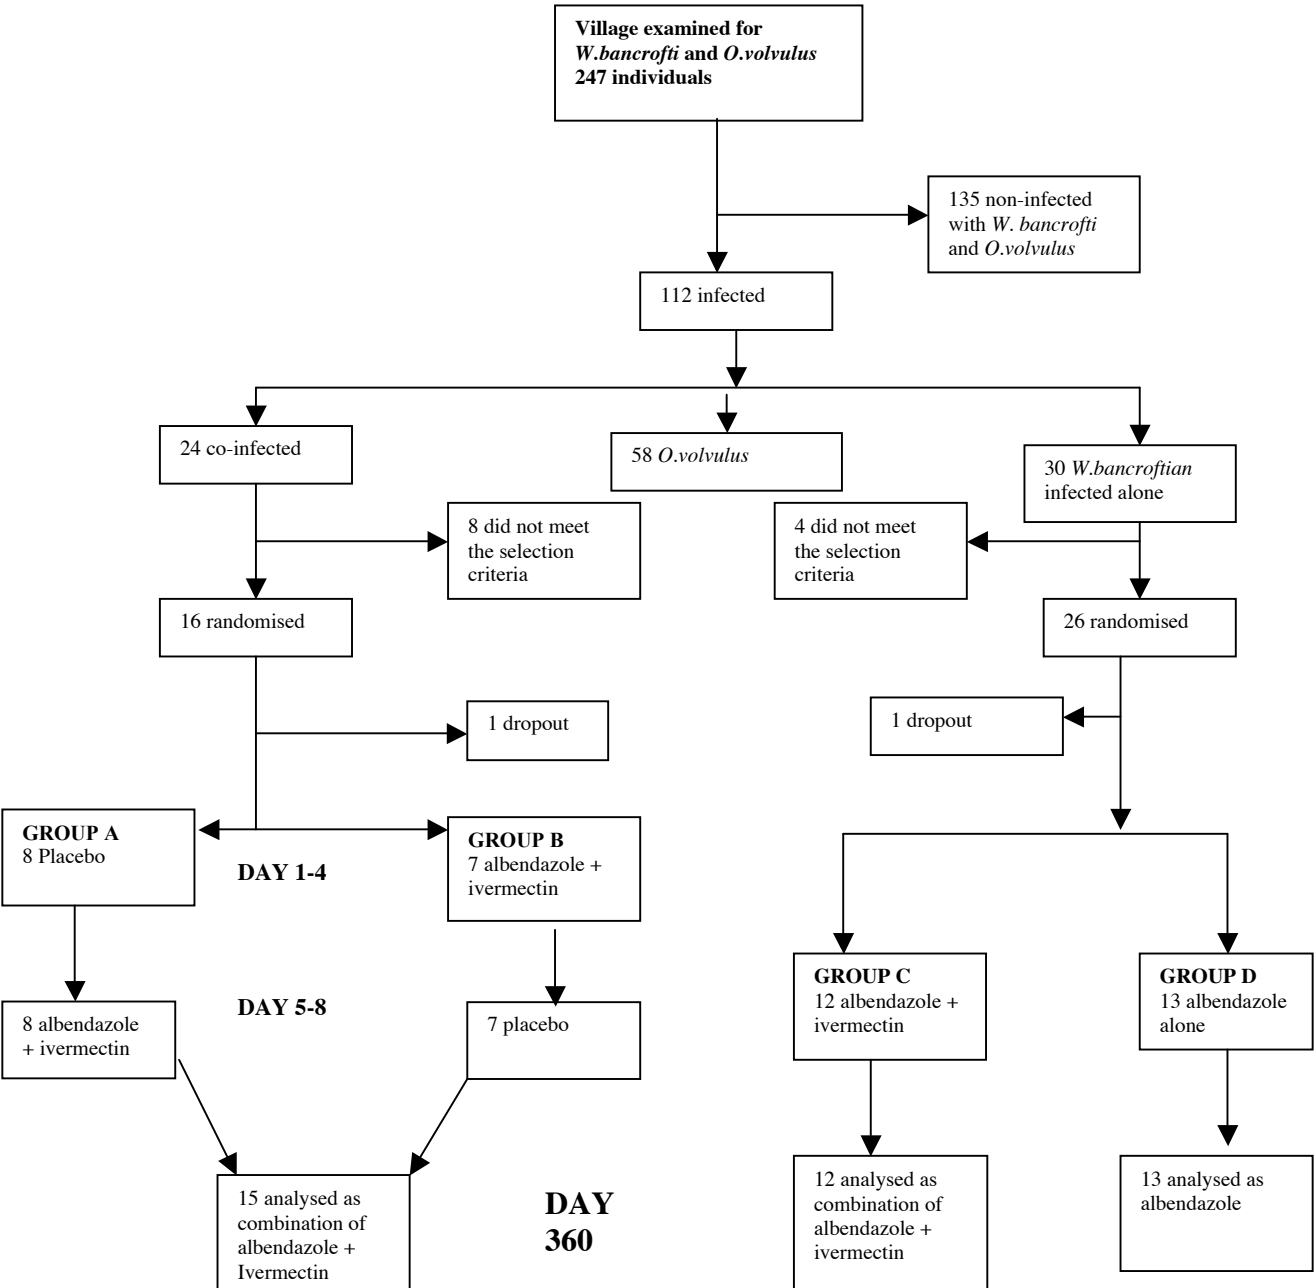 Village examined for
W.bancrofti and O.volvulus
247 individuals
135 non-infected
with W. bancrofti
and O.volvulus
112 infected
24 co-infected
58 O.volvulus
30 W.bancroftian
infected alone
8 did not meet
the selection
criteria
4 did not meet
the selection
criteria
16 randomised
26 randomised
1 dropout
1 dropout
GROUP A
8 Placebo
DAY 1-4
GROUP B
7 albendazole +
ivermectin
GROUP C
12 albendazole +
ivermectin
GROUP D
13 albendazole
alone
8 albendazole
+ ivermectin
DAY 5-8
7 placebo
15 analysed as
combination of
albendazole +
Ivermectin
DAY
360
12 analysed as
combination of
albendazole +
ivermectin
13 analysed as
albendazole